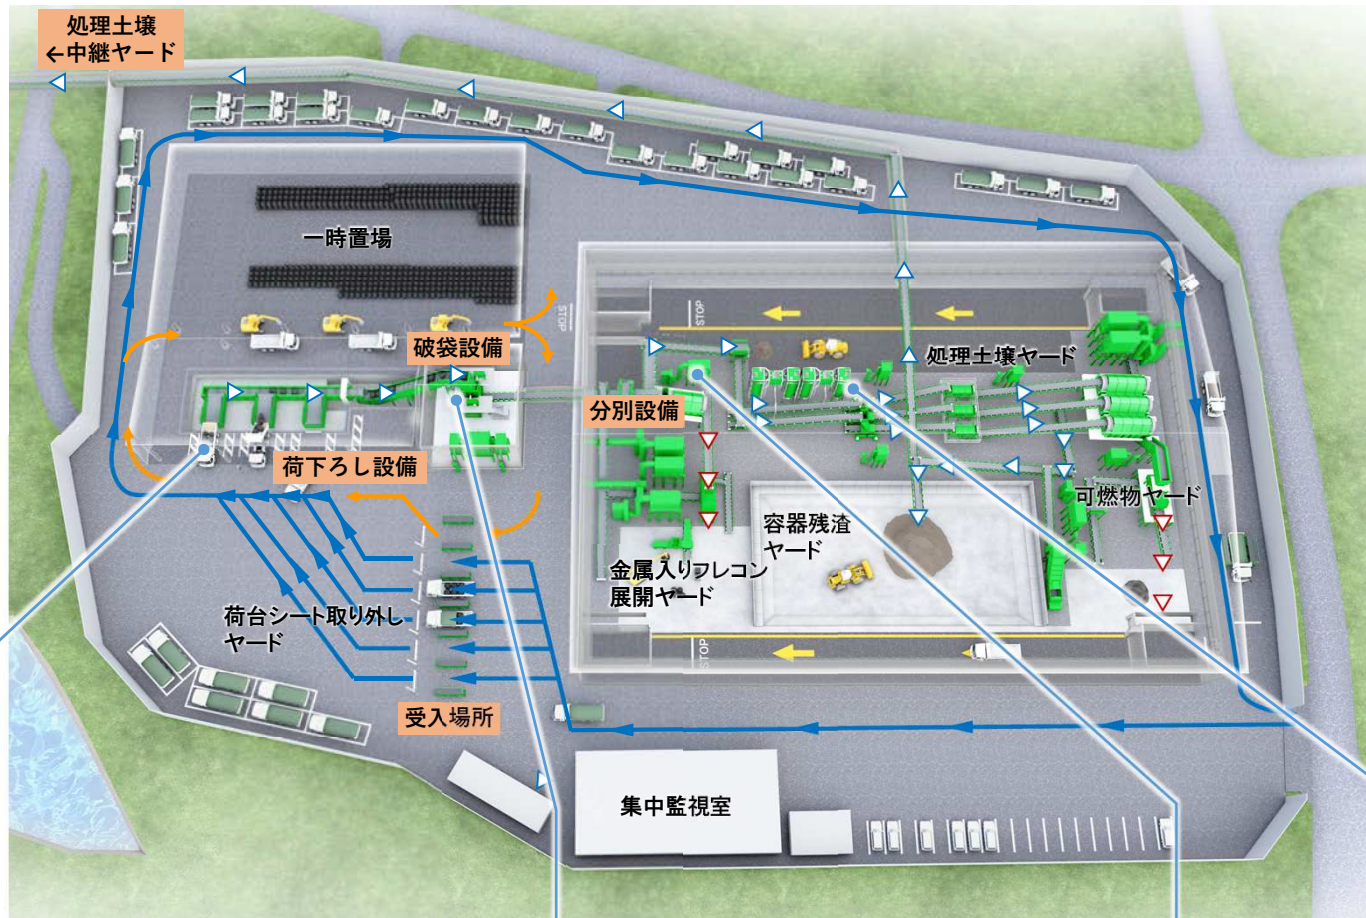 処理土壌
←中継ヤード
一時置場
STOP
STOP
破袋設備
処理土壌ヤード
分別設備
荷下ろし設備
可燃物ヤード
容器残渣
ヤード
金属入りフレコン
展開ヤード
荷台シート取り外し
ヤード
STOP
受入場所
集中監視室